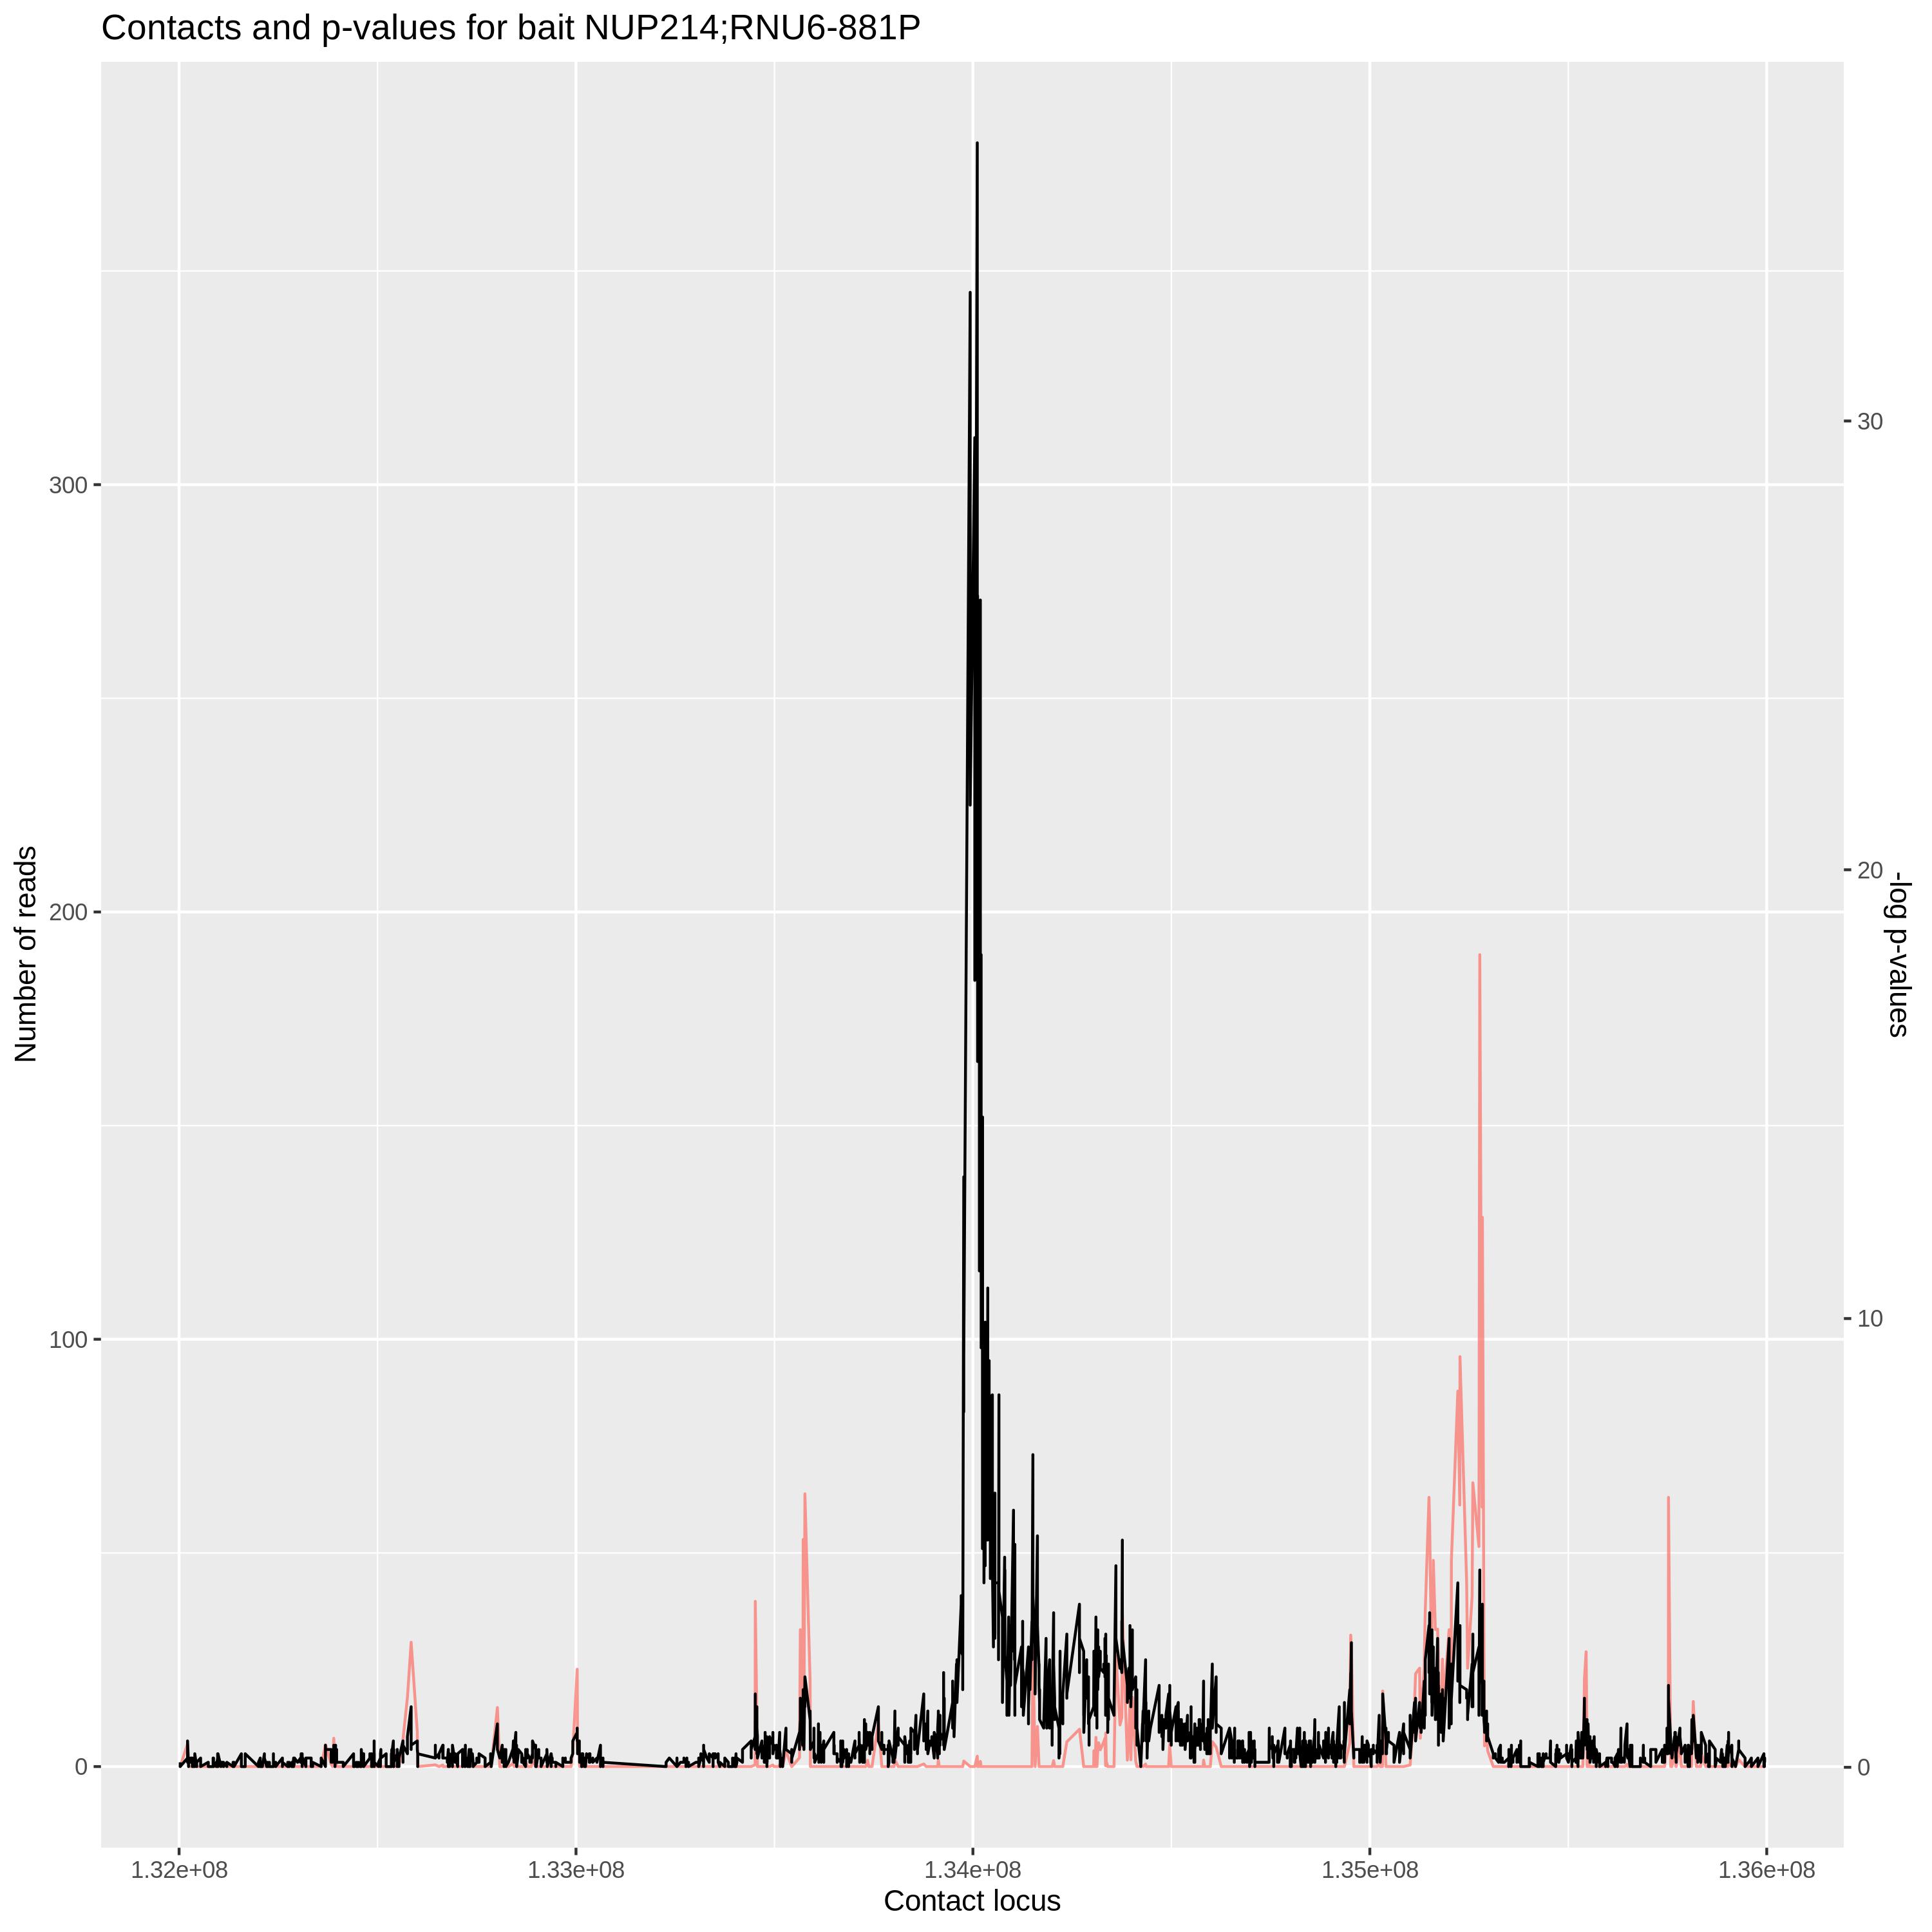 Contacts and p-values for bait NUP214;RNU6-881P
Number of reads
300
200
100
0
30
20
10
0
-log p-values
1.32e+08
1.33e+08
1.34e+08
1.35e+08
1.36e+08
Contact locus